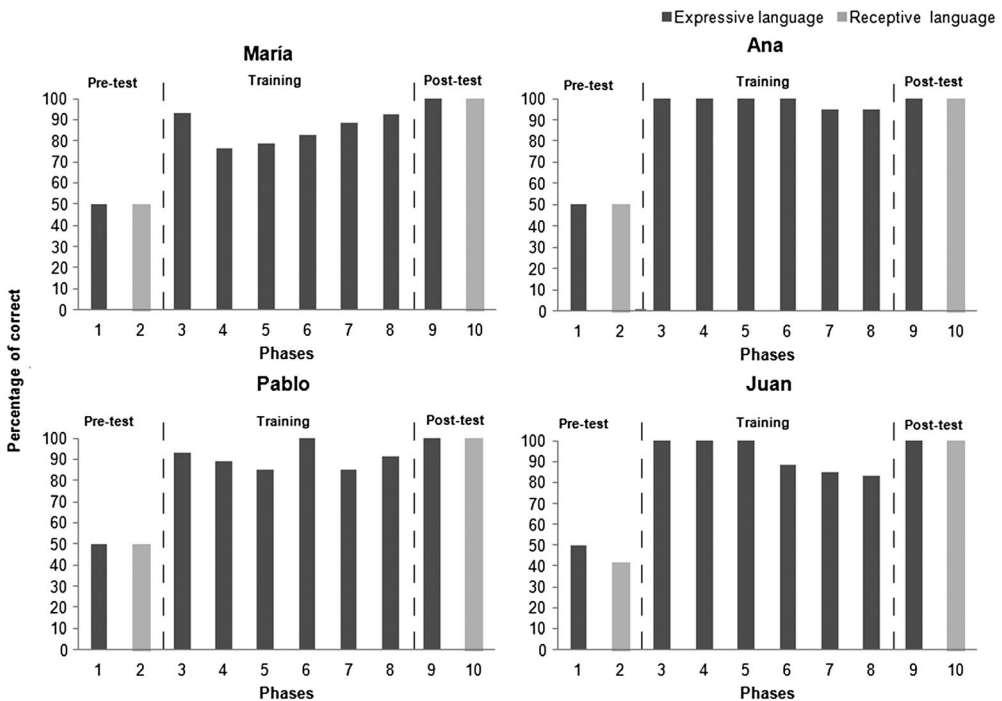 Expressive language Receptive language
María
Pre-test Training Post-test
100
90
80
70
60
50
40
30
20
10
0
1 2 3 4 5 6 7 8 9 10
Phases
Ana
Pre-test Training Post-test
100
90
80
70
60
50
40
30
20
10
0
1 2 3 4 5 6 7 8 9 10
Phases
Percentage of correct
Pablo
Pre-test Training Post-test
100
90
80
70
60
50
40
30
20
10
0
1 2 3 4 5 6 7 8 9 10
Phases
Juan
Pre-test Training Post-test
100
90
80
70
60
50
40
30
20
10
0
1 2 3 4 5 6 7 8 9 10
Phases